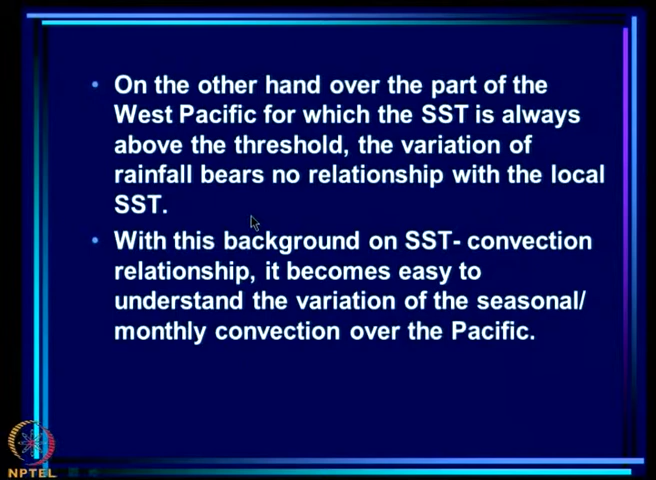 • On the other hand over the part of the
West Pacific for which the SST is always
above the threshold, the variation of
rainfall bears no relationship with the local
SST.
• With this background on SST- convection
relationship, it becomes easy to
understand the variation of the seasonal/
monthly convection over the Pacific.
NPTEL